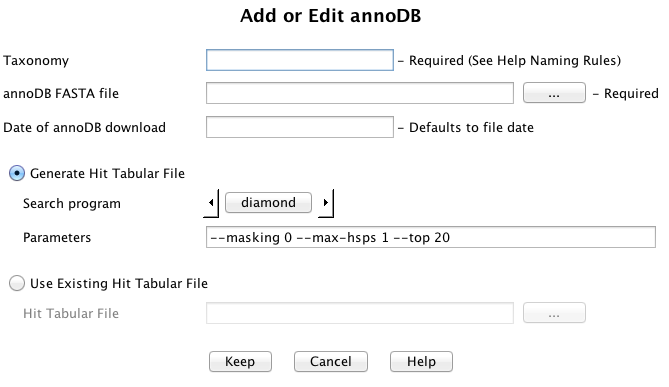 Add or Edit annoDB
Taxonomy – Required (See Help Naming Rules)
annoDB FASTA file ... – Required
Date of annoDB download – Defaults to file date
Generate Hit Tabular File
Search program diamond
Parameters --masking 0 --max-hsps 1 --top 20
Use Existing Hit Tabular File
Hit Tabular File ...
Keep Cancel Help